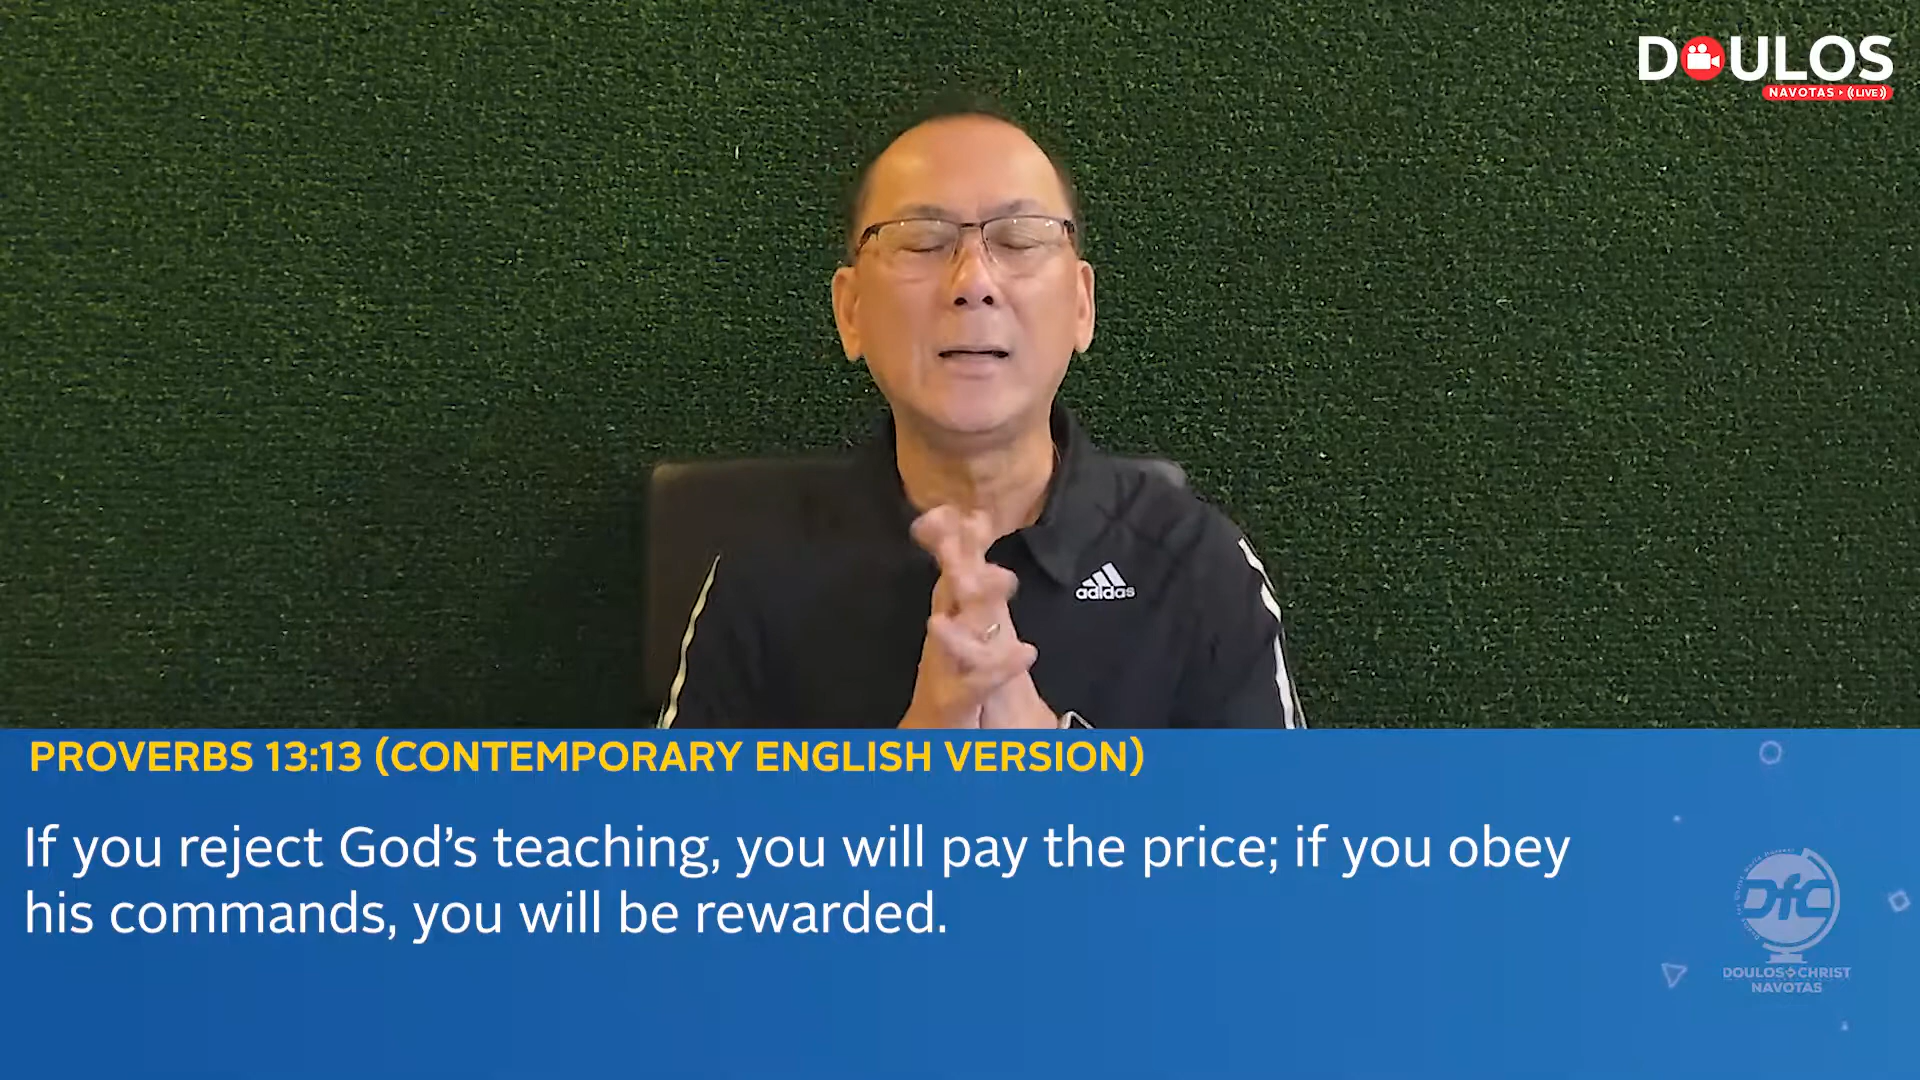 DOULOS
NAVOTAS LIVE
adidas
PROVERBS 13:13 (CONTEMPORARY ENGLISH VERSION)
If you reject God’s teaching, you will pay the price; if you obey
his commands, you will be rewarded.
DfC
DOULOS CHRIST
NAVOTAS